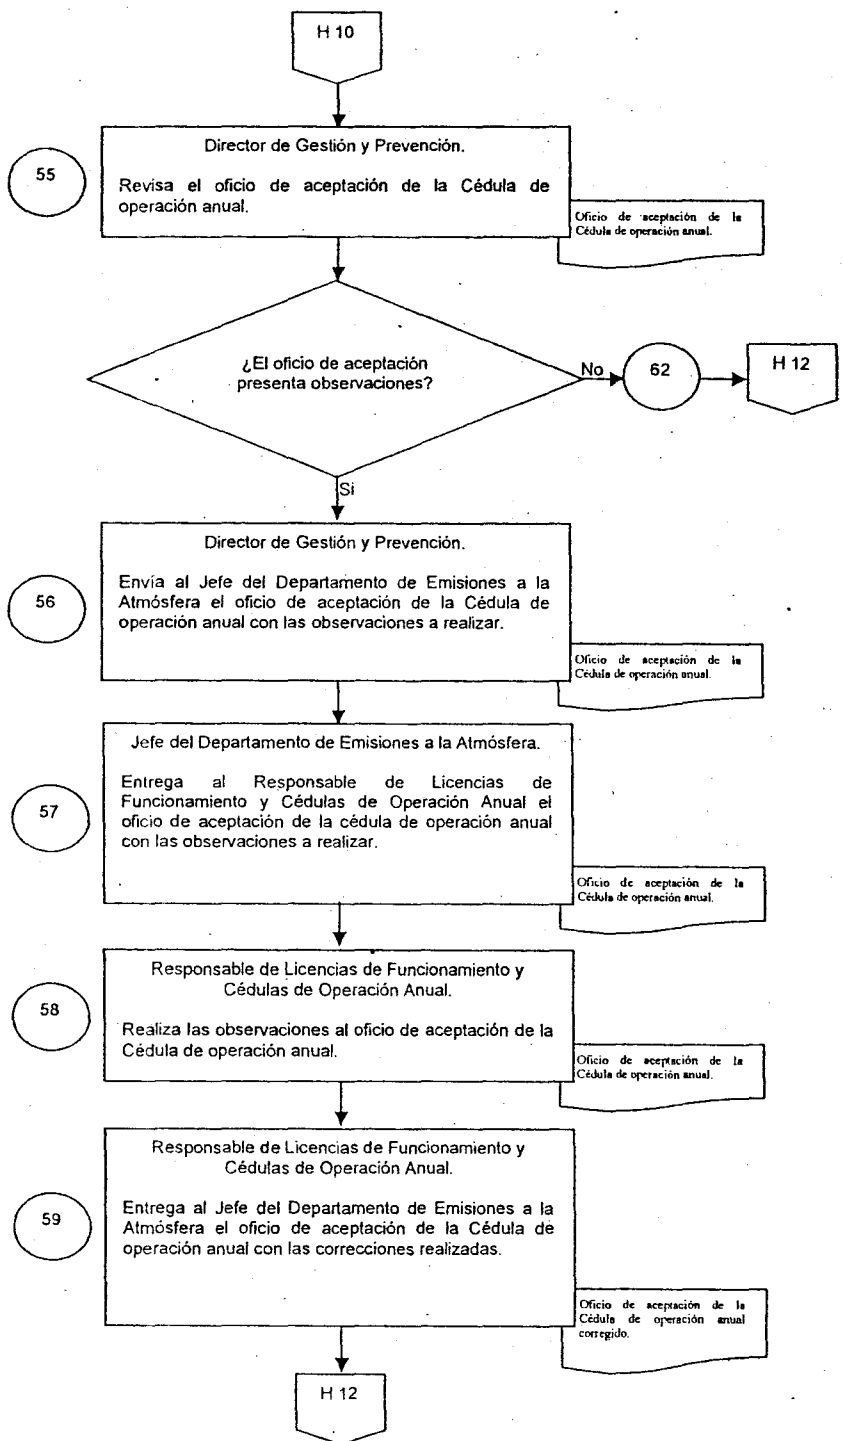 H 10
55
Director de Gestión y Prevención.
Revisa el oficio de aceptación de la Cédula de
operación anual.
Oficio de aceptación de la
Cédula de operación anual.
¿El oficio de aceptación
presenta observaciones?
No
62
H 12
Si
56
Director de Gestión y Prevención.
Envía al Jefe del Departamento de Emisiones a la
Atmósfera el oficio de aceptación de la Cédula de
operación anual con las observaciones a realizar.
Oficio de aceptación de la
Cédula de operación anual.
57
Jefe del Departamento de Emisiones a la Atmósfera.
Entrega al Responsable de Licencias de
Funcionamiento y Cédulas de Operación Anual el
oficio de aceptación de la cédula de operación anual
con las observaciones a realizar.
Oficio de aceptación de la
Cédula de operación anual.
58
Responsable de Licencias de Funcionamiento y
Cédulas de Operación Anual.
Realiza las observaciones al oficio de aceptación de la
Cédula de operación anual.
Oficio de aceptación de la
Cédula de operación anual.
59
Responsable de Licencias de Funcionamiento y
Cédulas de Operación Anual.
Entrega al Jefe del Departamento de Emisiones a la
Atmósfera el oficio de aceptación de la Cédula de
operación anual con las correcciones realizadas.
Oficio de aceptación de la
Cédula de operación anual
corregido.
H 12